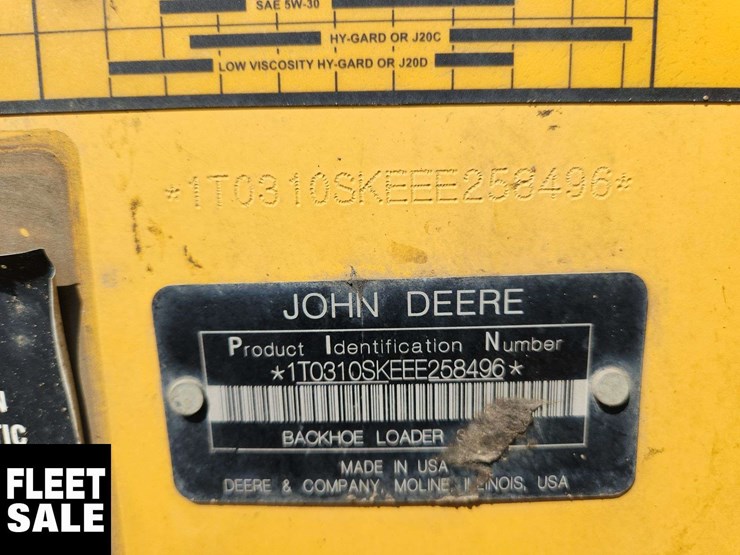 SAE 5W-30
HY-GARD OR J20C
LOW VISCOSITY HY-GARD OR J20D
*1T0310SKEEE258496*
JOHN DEERE
Product Identification Number
*1T0310SKEEE258496*
BACKHOE LOADER
MADE IN USA
DEERE & COMPANY, MOLINE, ILLINOIS, USA
TIC
FLEET
SALE